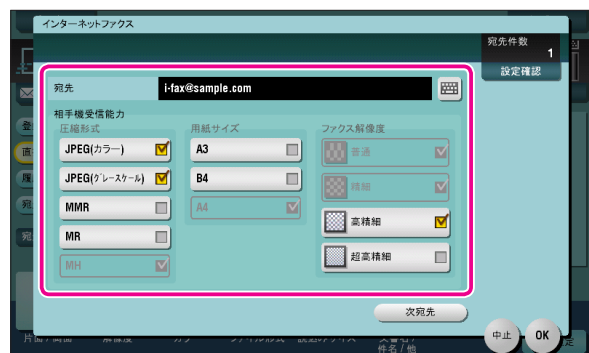 インターネットファクス
宛先件数
1
設定確認
宛先
i-fax@sample.com
相手機受信能力
圧縮形式
用紙サイズ
ファクス解像度
JPEG(カラー)
A3
普通
JPEG(グレースケール)
B4
精細
MMR
A4
高精細
MR
超高精細
MH
次宛先
中止
OK
件名/他